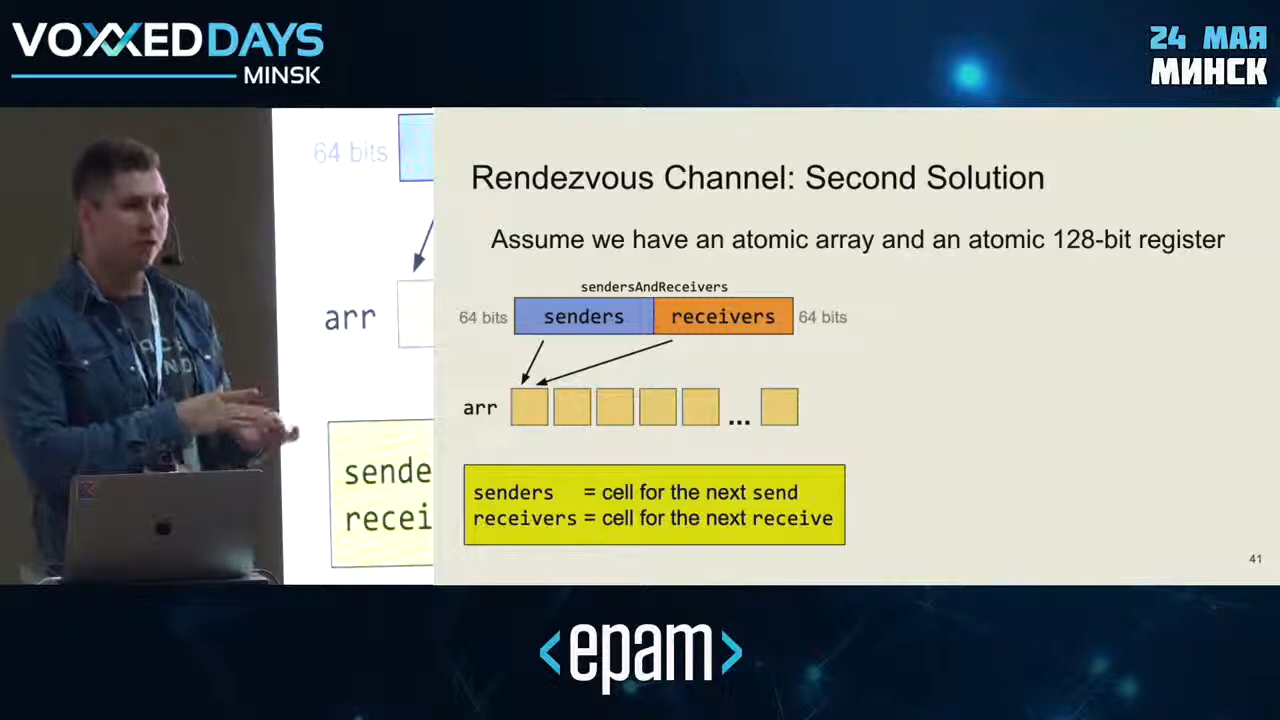 VOXXED DAYS
MINSK
24 МАЯ
МИНСК
64 bits
arr
sende
recei
Rendezvous Channel: Second Solution
Assume we have an atomic array and an atomic 128-bit register
sendersAndReceivers
64 bits senders receivers 64 bits
arr ...
senders = cell for the next send
receivers = cell for the next receive
41
<epam>